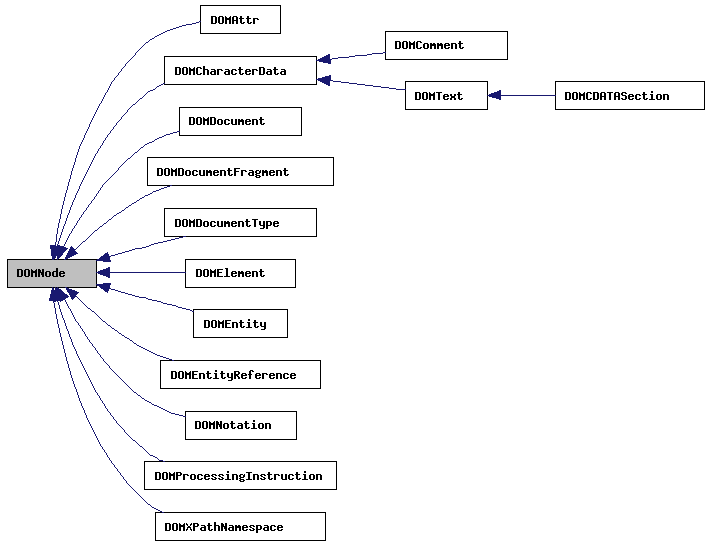 DOMAttr
DOMComment
DOMCharacterData
DOMText
DOMCDATASection
DOMDocument
DOMDocumentFragment
DOMDocumentType
DOMNode
DOMElement
DOMEntity
DOMEntityReference
DOMNotation
DOMProcessingInstruction
DOMXPathNamespace